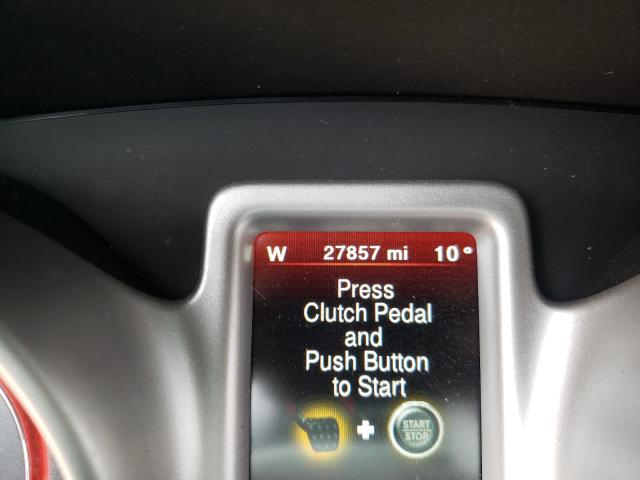 W 27857 mi 10°
Press
Clutch Pedal
and
Push Button
to Start
START
STOP